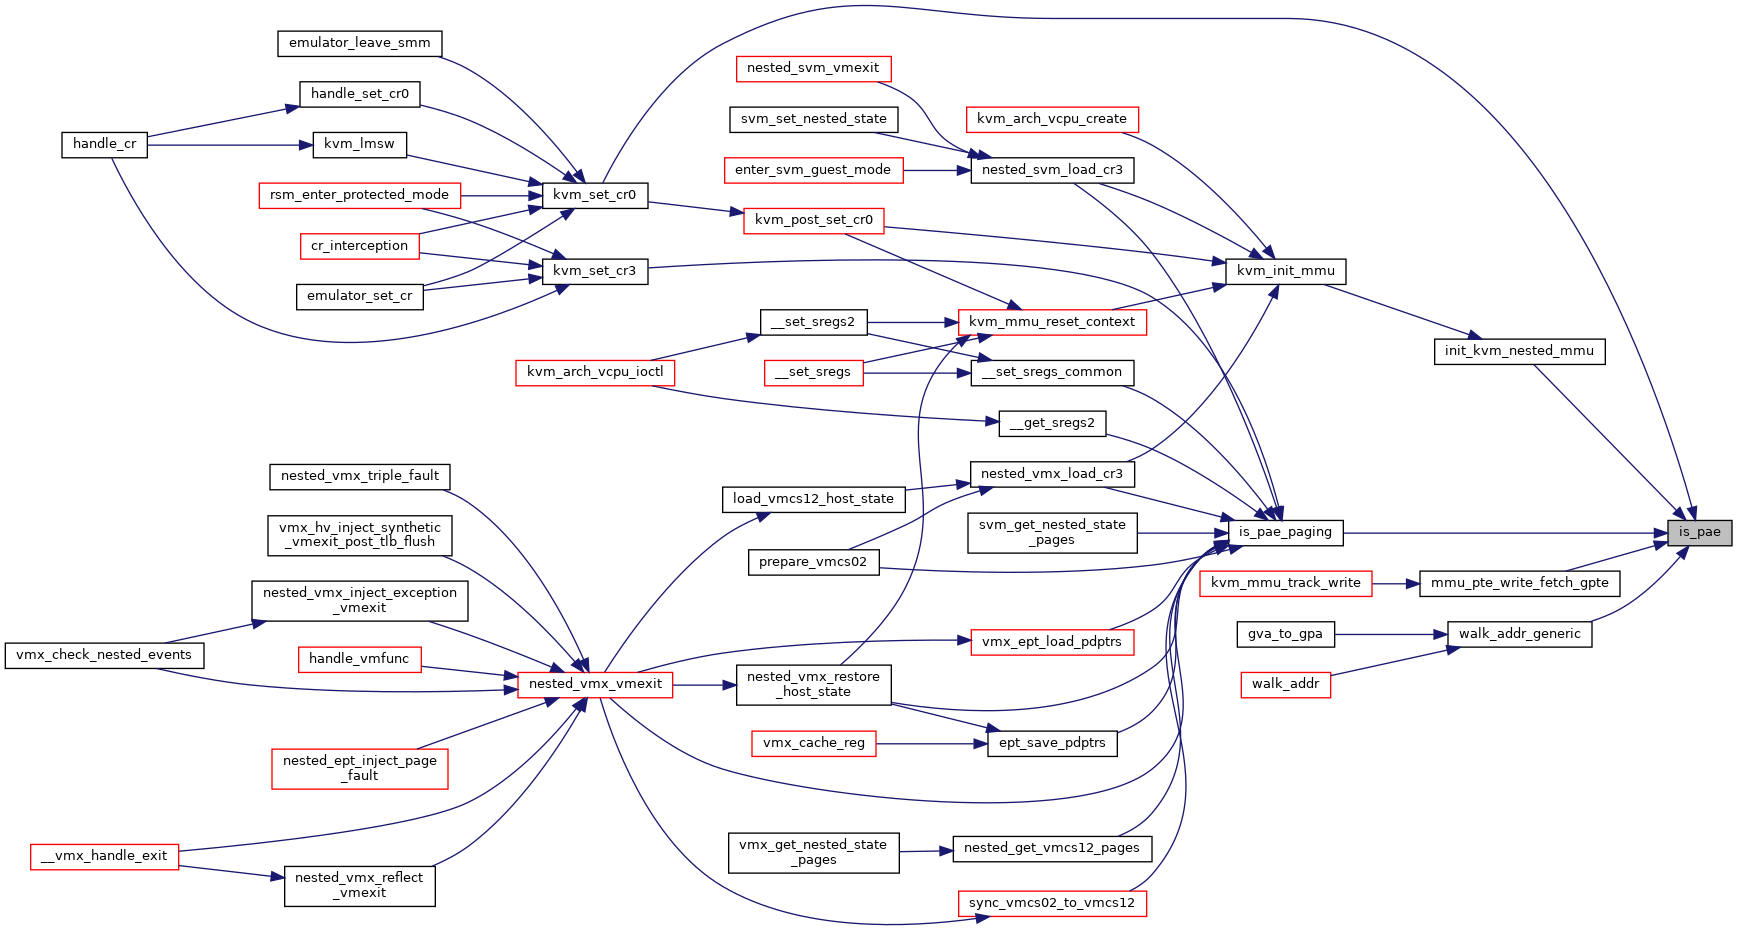 emulator_leave_smm
nested_svm_vmexit
handle_set_cr0
svm_set_nested_state
kvm_arch_vcpu_create
handle_cr
kvm_lmsw
enter_svm_guest_mode
nested_svm_load_cr3
rsm_enter_protected_mode
kvm_set_cr0
kvm_post_set_cr0
cr_interception
kvm_set_cr3
kvm_init_mmu
emulator_set_cr
__set_sregs2
kvm_mmu_reset_context
init_kvm_nested_mmu
kvm_arch_vcpu_ioctl
__set_sregs
__set_sregs_common
__get_sregs2
nested_vmx_triple_fault
nested_vmx_load_cr3
load_vmcs12_host_state
vmx_hv_inject_synthetic
_vmexit_post_tlb_flush
svm_get_nested_state
_pages
is_pae_paging
is_pae
prepare_vmcs02
kvm_mmu_track_write
mmu_pte_write_fetch_gpte
nested_vmx_inject_exception
_vmexit
vmx_ept_load_pdptrs
gva_to_gpa
walk_addr_generic
vmx_check_nested_events
handle_vmfunc
nested_vmx_vmexit
nested_vmx_restore
_host_state
walk_addr
vmx_cache_reg
ept_save_pdptrs
nested_ept_inject_page
_fault
__vmx_handle_exit
vmx_get_nested_state
_pages
nested_get_vmcs12_pages
nested_vmx_reflect
_vmexit
sync_vmcs02_to_vmcs12